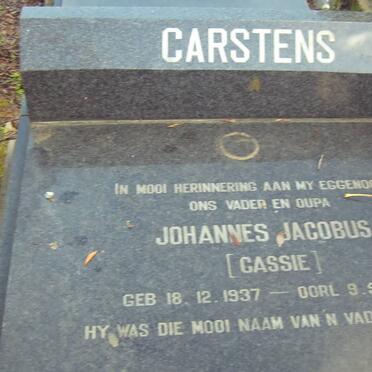 CARSTENS
IN MOOI HERINNERING AAN MY EGGENO
ONS VADER EN OUPA
JOHANNES JACOBUS
[CASSIE]
GEB 18.12.1937 — OORL 9.
HY WAS DIE MOOI NAAM VAN 'N VAD